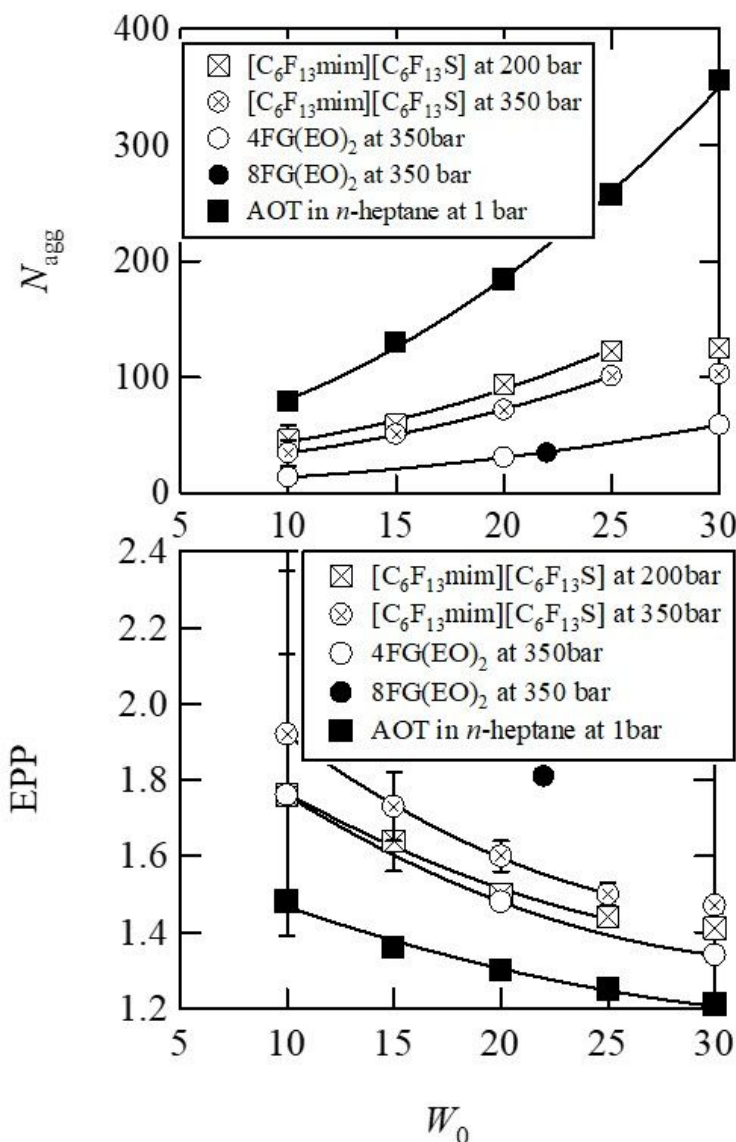 400
[C₆F₁₃mim][C₆F₁₃S] at 200 bar
[C₆F₁₃mim][C₆F₁₃S] at 350 bar
4FG(EO)₂ at 350bar
8FG(EO)₂ at 350 bar
AOT in n-heptane at 1 bar
300
200
100
0
Nagg
5 10 15 20 25 30
2.4
[C₆F₁₃mim][C₆F₁₃S] at 200bar
[C₆F₁₃mim][C₆F₁₃S] at 350bar
4FG(EO)₂ at 350bar
8FG(EO)₂ at 350 bar
AOT in n-heptane at 1bar
2.2
2.0
1.8
1.6
1.4
1.2
EPP
5 10 15 20 25 30
W₀